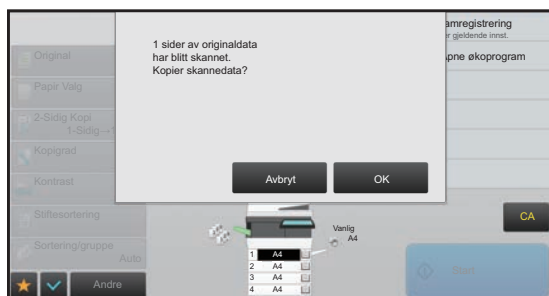 1 sider av originaldata
har blitt skannet.
Kopier skannedata?
Avbryt
OK
amregistrering
r gjeldende innst.
pne økoprogram
Original
Papir Valg
2-Sidig Kopi
1-Sidig→1
Kopigrad
Kontrast
Stiftesortering
Sortering/gruppe
Auto
Andre
Vanlig
A4
1 A4
2 A4
3 A4
4 A4
CA
Start